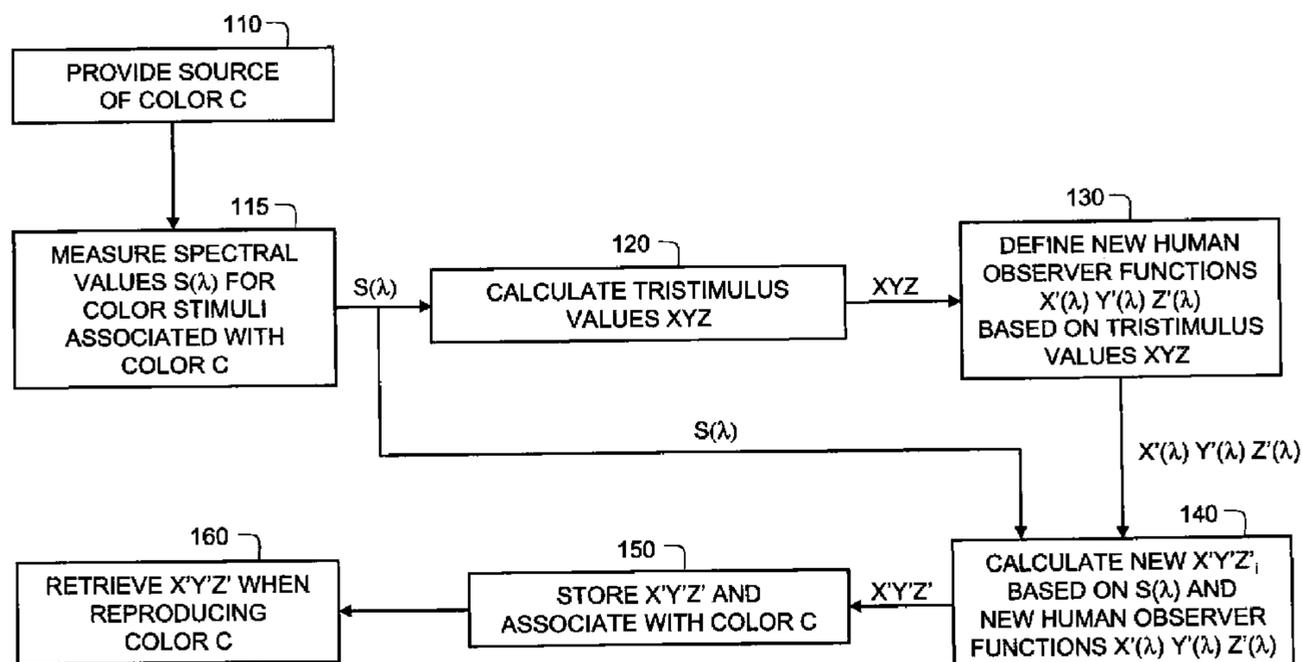 110
PROVIDE SOURCE
OF COLOR C
115
MEASURE SPECTRAL
VALUES S(λ) FOR
COLOR STIMULI
ASSOCIATED WITH
COLOR C
S(λ)
120
CALCULATE TRISTIMULUS
VALUES XYZ
XYZ
130
DEFINE NEW HUMAN
OBSERVER FUNCTIONS
X'(λ) Y'(λ) Z'(λ)
BASED ON TRISTIMULUS
VALUES XYZ
S(λ)
X'(λ) Y'(λ) Z'(λ)
140
CALCULATE NEW X'Y'Z'i
BASED ON S(λ) AND
NEW HUMAN OBSERVER
FUNCTIONS X'(λ) Y'(λ) Z'(λ)
X'Y'Z'
150
STORE X'Y'Z' AND
ASSOCIATE WITH COLOR C
160
RETRIEVE X'Y'Z' WHEN
REPRODUCING
COLOR C